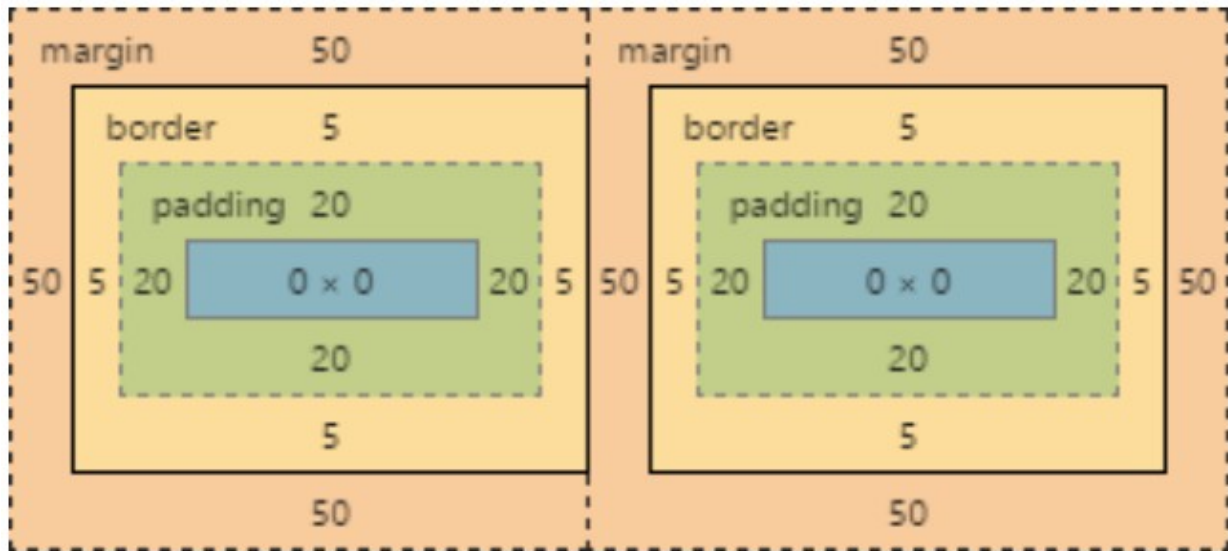 margin 50 margin 50
border 5 border 5
padding 20 padding 20
50 5 20 0 × 0 20 5 50 5 20 0 × 0 20 5 50
20 20
5 5
50 50